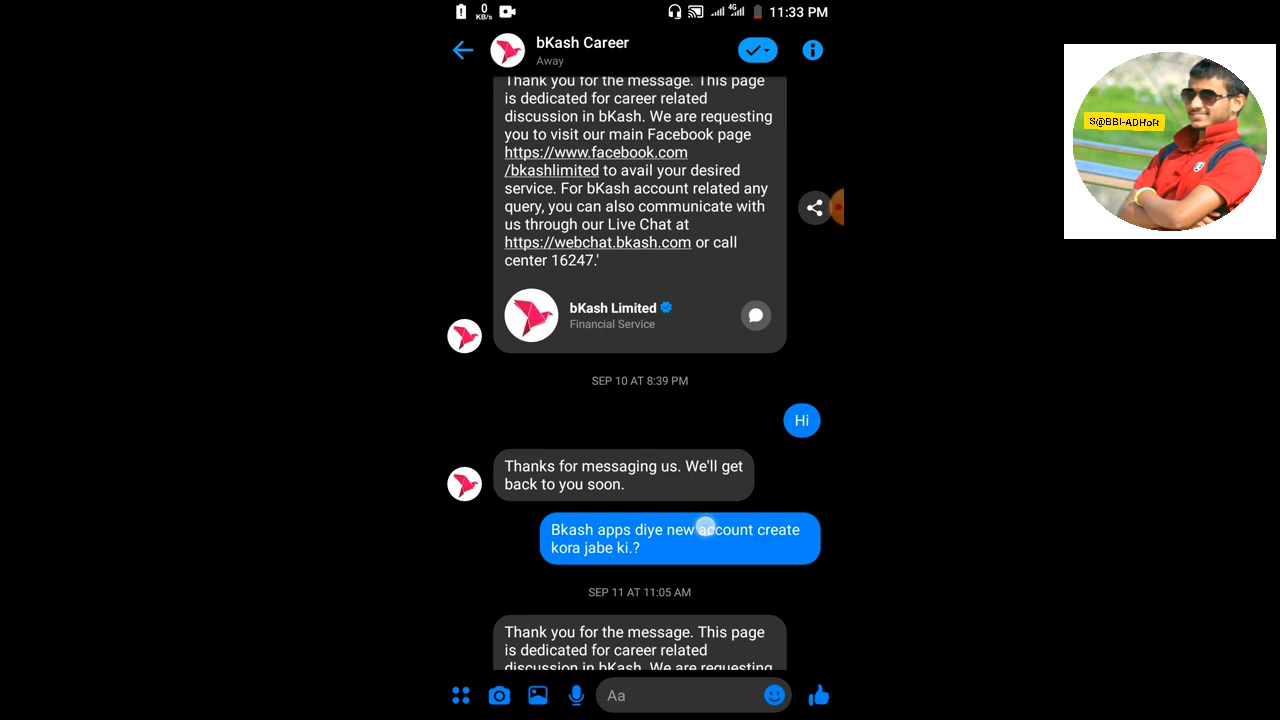 0
KB/s
4G
11:33 PM
bKash Career
Away
S@BBI-ADHoR
Thank you for the message. This page
is dedicated for career related
discussion in bKash. We are requesting
you to visit our main Facebook page
https://www.facebook.com
/bkashlimited to avail your desired
service. For bKash account related any
query, you can also communicate with
us through our Live Chat at
https://webchat.bkash.com or call
center 16247.'
bKash Limited
Financial Service
SEP 10 AT 8:39 PM
Hi
Thanks for messaging us. We'll get
back to you soon.
Bkash apps diye new account create
kora jabe ki.?
SEP 11 AT 11:05 AM
Thank you for the message. This page
is dedicated for career related
discussion in bKash. We are requesting
Aa